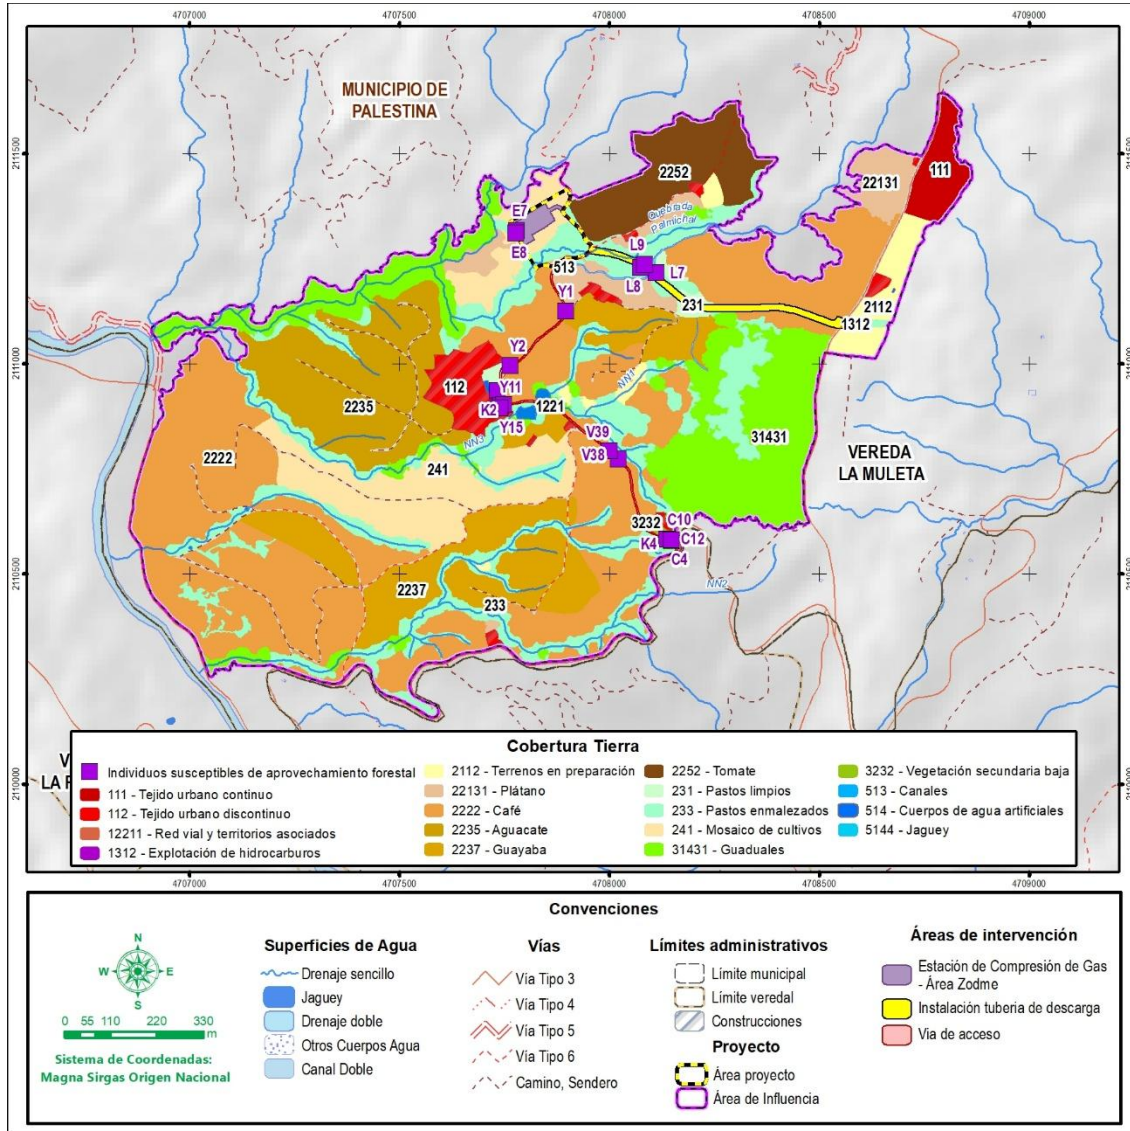 4707000 4707500 4708000 4708500 4709000
2111500
2111000
2110500
2110000
2111500
2111000
2110500
2110000
MUNICIPIO DE
PALESTINA
2252
22131
111
E7
E8
Quebrada
Palmichal
L9
L7
L8
513
231
2112
1312
Y1
Y2
112
Y11
K2
1221
Y15
NN1
NN3
2235
V39
V38
31431
VEREDA
LA MULETA
2222
241
3232
C10
C12
K4
C4
2237
233
NN2
V
LA
Cobertura Tierra
Individuos susceptibles de aprovechamiento forestal
111 - Tejido urbano continuo
112 - Tejido urbano discontinuo
12211 - Red vial y territorios asociados
1312 - Explotación de hidrocarburos
2112 - Terrenos en preparación
22131 - Plátano
2222 - Café
2235 - Aguacate
2237 - Guayaba
2252 - Tomate
231 - Pastos limpios
233 - Pastos enmalezados
241 - Mosaico de cultivos
31431 - Guaduales
3232 - Vegetación secundaria baja
513 - Canales
514 - Cuerpos de agua artificiales
5144 - Jaguey
4707000 4707500 4708000 4708500 4709000
Convenciones
N
W E
S
0 55 110 220 330
m
Sistema de Coordenadas:
Magna Sirgas Origen Nacional
Superficies de Agua
Drenaje sencillo
Jaguey
Drenaje doble
Otros Cuerpos Agua
Canal Doble
Vías
Vía Tipo 3
Vía Tipo 4
Vía Tipo 5
Vía Tipo 6
Camino, Sendero
Límites administrativos
Límite municipal
Límite veredal
Construcciones
Proyecto
Área proyecto
Área de Influencia
Áreas de intervención
Estación de Compresión de Gas
- Área Zodme
Instalación tuberia de descarga
Via de acceso